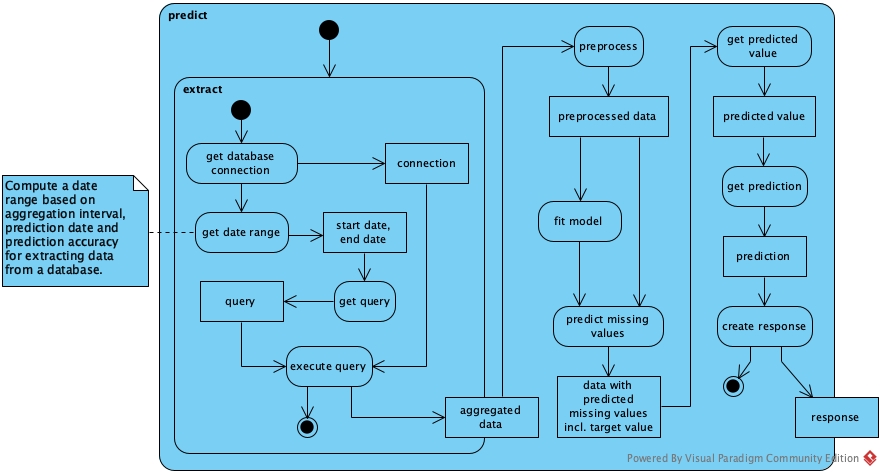 predict
extract
get database
connection
connection
get date range
start date,
end date
query
get query
execute query
aggregated
data
Compute a date
range based on
aggregation interval,
prediction date and
prediction accuracy
for extracting data
from a database.
preprocess
preprocessed data
fit model
predict missing
values
data with
predicted
missing values
incl. target value
get predicted
value
predicted value
get prediction
prediction
create response
response
Powered By Visual Paradigm Community Edition